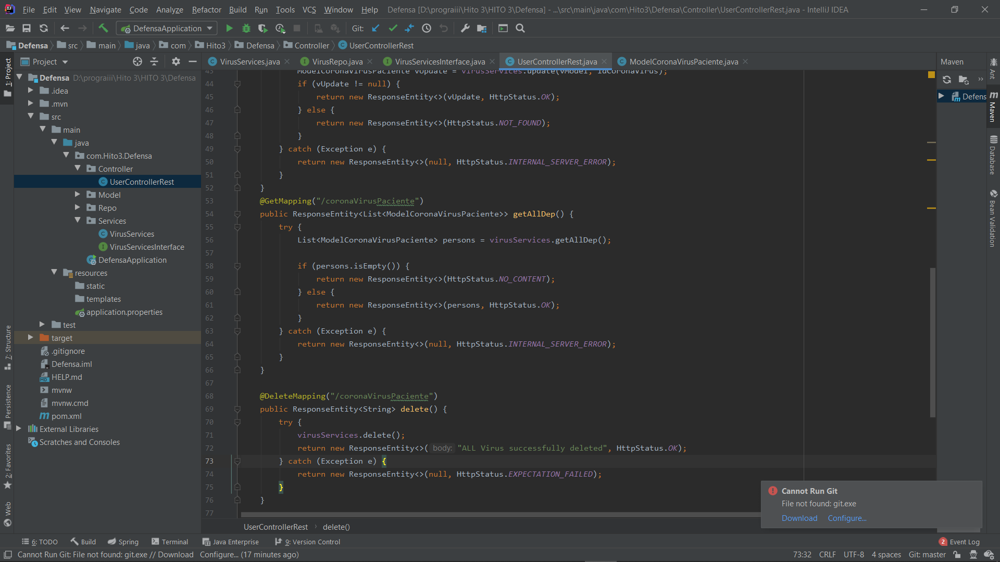 File Edit View Navigate Code Analyze Refactor Build Run Tools VCS Window Help Defensa [D:\prograiii\Hito 3\HITO 3\Defensa] - ...\src\main\java\com\Hito3\Defensa\Controller\UserControllerRest.java - IntelliJ IDEA
DefensaApplication Git:
Defensa src main java com Hito3 Defensa Controller UserControllerRest
1: Project
7: Structure
Persistence
2: Favorites
Web
Project
Defensa D:\prograiii\Hito 3\HITO 3\Defensa
.idea
.mvn
src
main
java
com.Hito3.Defensa
Controller
UserControllerRest
Model
Repo
Services
VirusServices
VirusServicesInterface
DefensaApplication
resources
static
templates
application.properties
test
target
.gitignore
Defensa.iml
HELP.md
mvnw
mvnw.cmd
pom.xml
External Libraries
Scratches and Consoles
VirusServices.java VirusRepo.java VirusServicesInterface.java UserControllerRest.java ModelCoronaVirusPaciente.java
43 ModelCoronaVirusPaciente vUpdate = virusServices.update(vModel, idCoronaVirus);
44 if (vUpdate != null) {
45 return new ResponseEntity<>(vUpdate, HttpStatus.OK);
46 } else {
47 return new ResponseEntity<>(HttpStatus.NOT_FOUND);
48 }
49 } catch (Exception e) {
50 return new ResponseEntity<>(null, HttpStatus.INTERNAL_SERVER_ERROR);
51 }
52 }
53 @GetMapping("/coronaVirusPaciente")
54 public ResponseEntity<List<ModelCoronaVirusPaciente>> getAllDep() {
55 try {
56 List<ModelCoronaVirusPaciente> persons = virusServices.getAllDep();
57
58 if (persons.isEmpty()) {
59 return new ResponseEntity<>(HttpStatus.NO_CONTENT);
60 } else {
61 return new ResponseEntity<>(persons, HttpStatus.OK);
62 }
63 } catch (Exception e) {
64 return new ResponseEntity<>(null, HttpStatus.INTERNAL_SERVER_ERROR);
65 }
66 }
67
68 @DeleteMapping("/coronaVirusPaciente")
69 public ResponseEntity<String> delete() {
70 try {
71 virusServices.delete();
72 return new ResponseEntity<>( body: "ALL Virus successfully deleted", HttpStatus.OK);
73 } catch (Exception e) {
74 return new ResponseEntity<>(null, HttpStatus.EXPECTATION_FAILED);
75 }
76 }
77
UserControllerRest delete()
Maven
Defens
Ant
Maven
Database
Bean Validation
Cannot Run Git
File not found: git.exe
Download Configure...
6: TODO Build Spring Terminal Java Enterprise 9: Version Control 2 Event Log
Cannot Run Git: File not found: git.exe // Download Configure... (17 minutes ago) 73:32 CRLF UTF-8 4 spaces Git: master